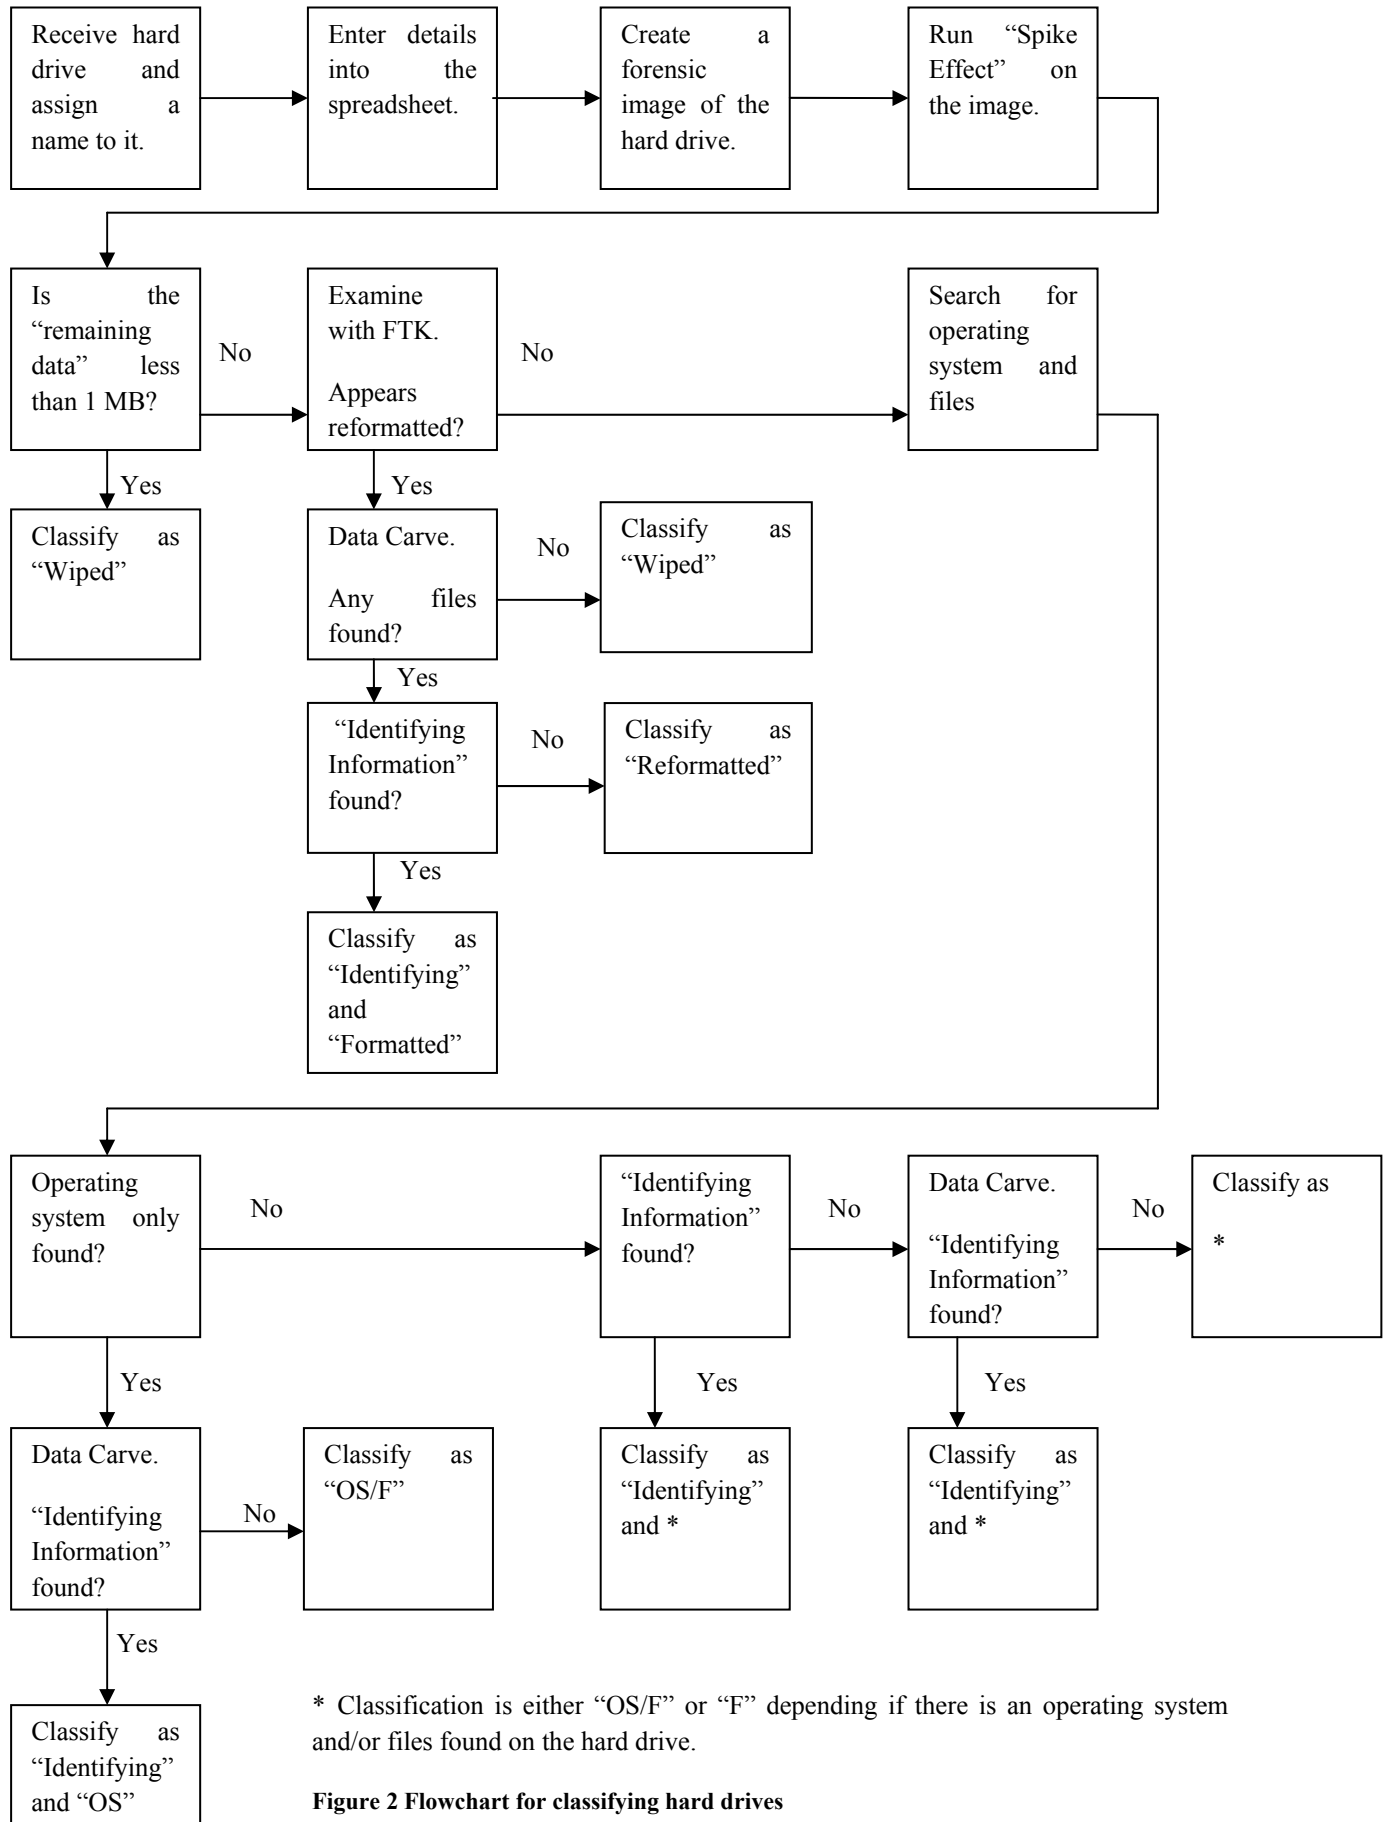 Receive hard
drive and
assign a
name to it.
Enter details
into the
spreadsheet.
Create a
forensic
image of the
hard drive.
Run “Spike
Effect” on
the image.
Is the
“remaining
data” less
than 1 MB?
No
Examine
with FTK.
Appears
reformatted?
No
Search for
operating
system and
files
Yes
Classify as
“Wiped”
Yes
Data Carve.
Any files
found?
No
Classify as
“Wiped”
Yes
“Identifying
Information”
found?
No
Classify as
“Reformatted”
Yes
Classify as
“Identifying”
and
“Formatted”
Operating
system only
found?
No
“Identifying
Information”
found?
No
Data Carve.
“Identifying
Information”
found?
No
Classify as
*
Yes
Data Carve.
“Identifying
Information”
found?
No
Classify as
“OS/F”
Yes
Classify as
“Identifying”
and *
Yes
Classify as
“Identifying”
and *
Yes
Classify as
“Identifying”
and “OS”
* Classification is either “OS/F” or “F” depending if there is an operating system
and/or files found on the hard drive.
Figure 2 Flowchart for classifying hard drives